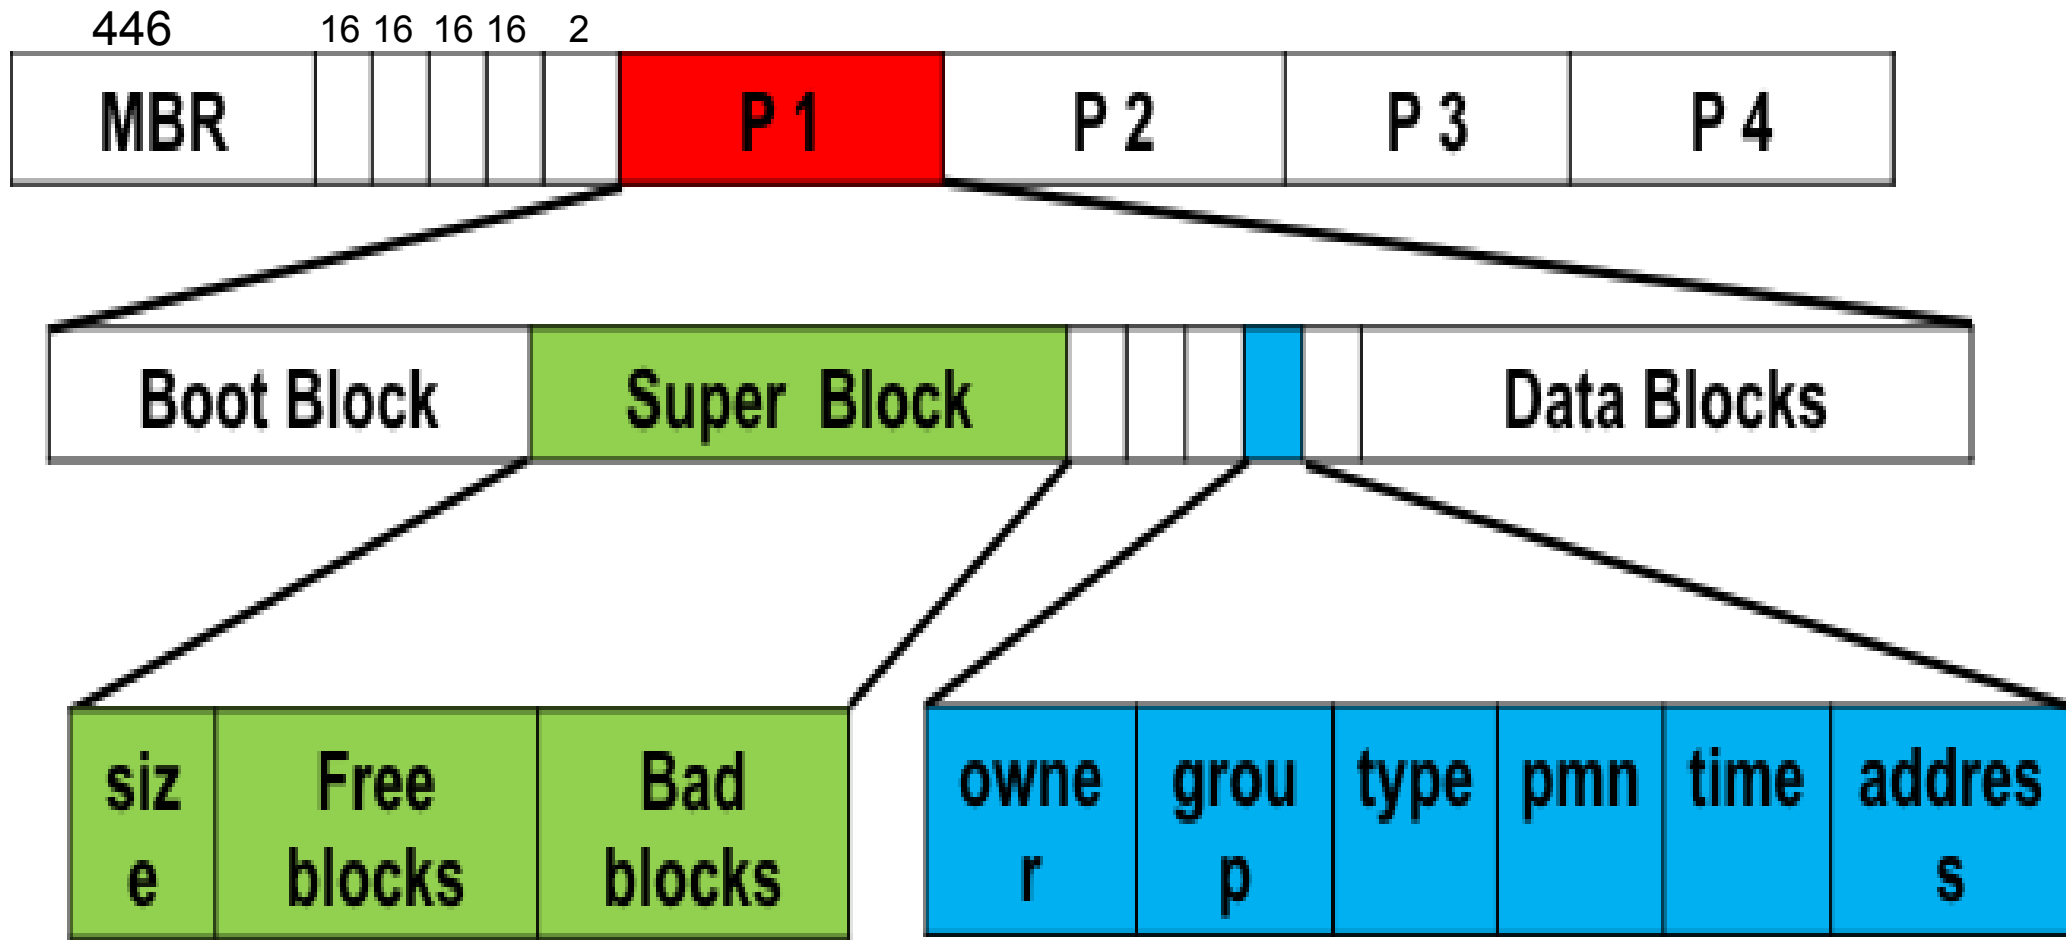 446 16 16 16 16 2
MBR P 1 P 2 P 3 P 4
Boot Block Super Block Data Blocks
siz
e
Free
blocks
Bad
blocks
owne
r
grou
p
type
pmn
time
addres
s